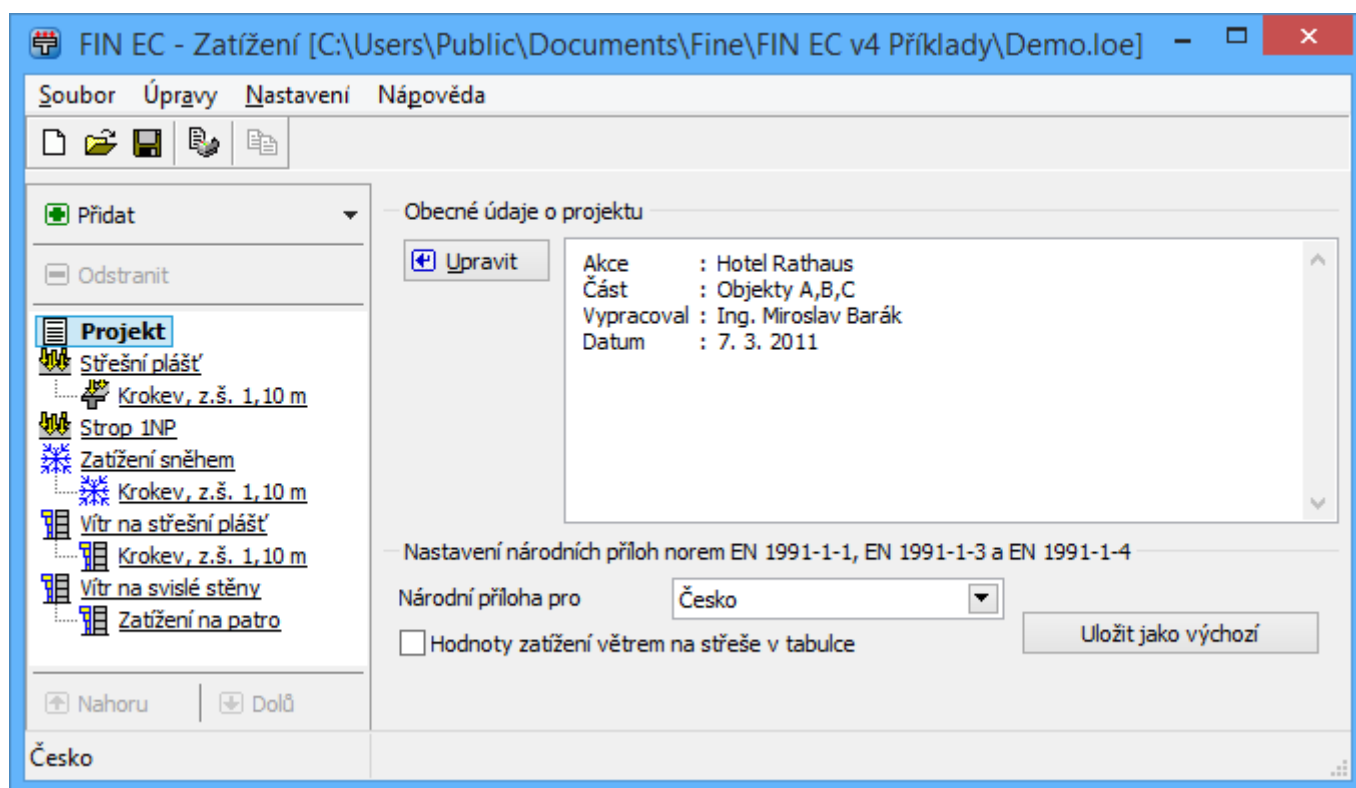 FIN EC - Zatížení [C:\Users\Public\Documents\Fine\FIN EC v4 Příklady\Demo.loe]
Soubor Úpravy Nastavení Nápověda
Přidat
Odstranit
Projekt
Střešní plášť
Krokev, z.š. 1,10 m
Strop 1NP
Zatížení sněhem
Krokev, z.š. 1,10 m
Vítr na střešní plášť
Krokev, z.š. 1,10 m
Vítr na svislé stěny
Zatížení na patro
Nahoru Dolů
Obecné údaje o projektu
Upravit
Akce : Hotel Rathaus
Část : Objekty A,B,C
Vypracoval : Ing. Miroslav Barák
Datum : 7. 3. 2011
Nastavení národních příloh norem EN 1991-1-1, EN 1991-1-3 a EN 1991-1-4
Národní příloha pro Česko
Hodnoty zatížení větrem na střeše v tabulce
Uložit jako výchozí
Česko